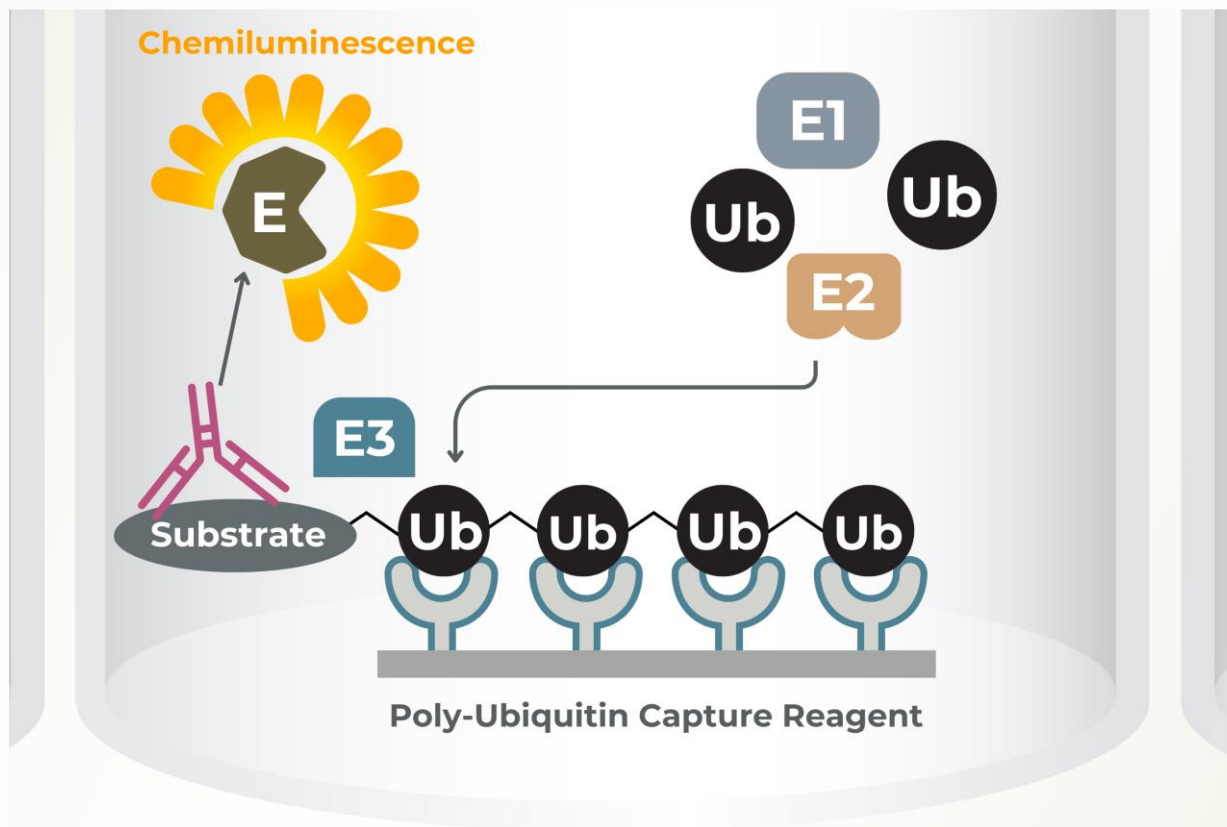 Chemiluminescence
E
E1
Ub
Ub
E2
E3
Substrate
Ub
Ub
Ub
Ub
Poly-Ubiquitin Capture Reagent